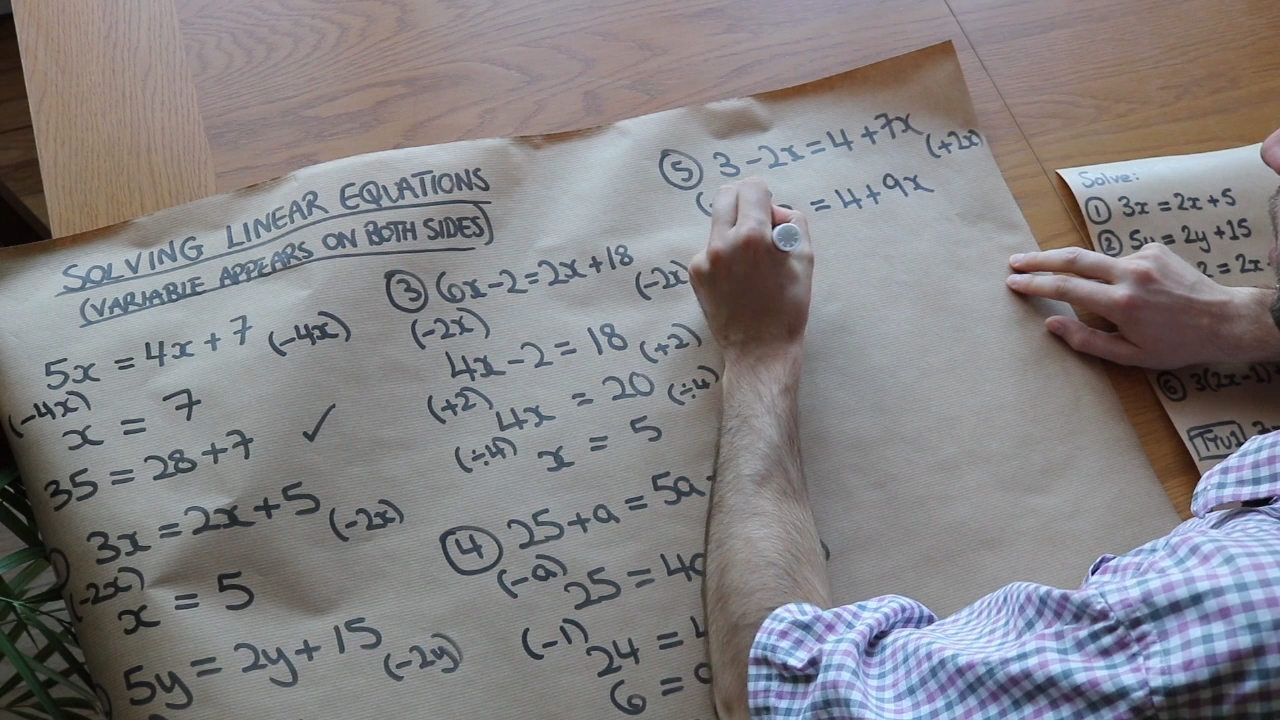 SOLVING LINEAR EQUATIONS
(VARIABLE APPEARS ON BOTH SIDES)
5x = 4x + 7 (-4x)
(-4x)
x = 7
35 = 28 + 7 ✓
3x = 2x + 5 (-2x)
(-2x)
x = 5
5y = 2y + 15 (-2y)
③ 6x - 2 = 2x + 18 (-2x)
(-2x)
4x - 2 = 18 (+2)
(+2)
4x = 20 (÷4)
(÷4)
x = 5
④ 25 + a = 5a
(-a)
25 = 4a
(-1)
24 =
6 =
⑤ 3 - 2x = 4 + 7x (+2x)
= 4 + 9x
Solve:
① 3x = 2x + 5
② 5y = 2y + 15
2 = 2x
⑥ 3(2x-1)